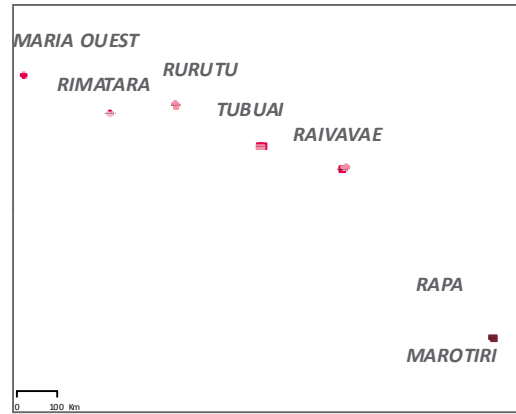 MARIA OUEST
RURUTU
RIMATARA
TUBUAI
RAIVAVAE
RAPA
MAROTIRI
0 100 Km